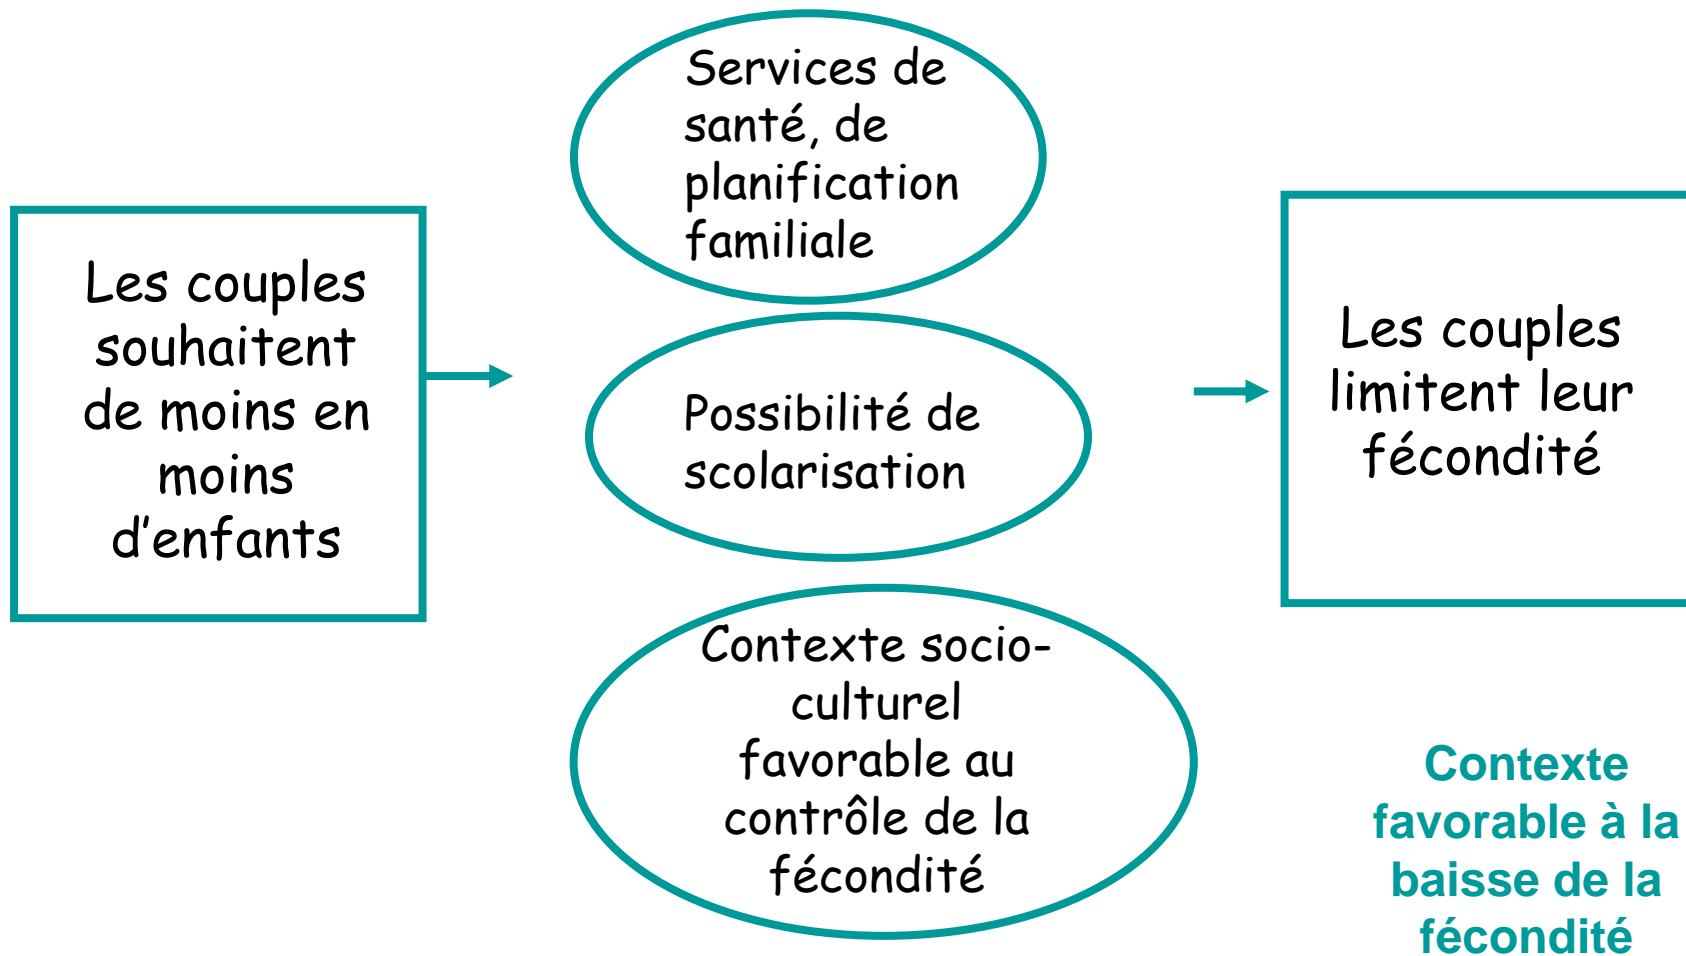 Les couples
souhaitent
de moins en
moins
d'enfants
Services de
santé, de
planification
familiale
Possibilité de
scolarisation
Contexte socio-
culturel
favorable au
contrôle de la
fécondité
Les couples
limitent leur
fécondité
Contexte
favorable à la
baisse de la
fécondité